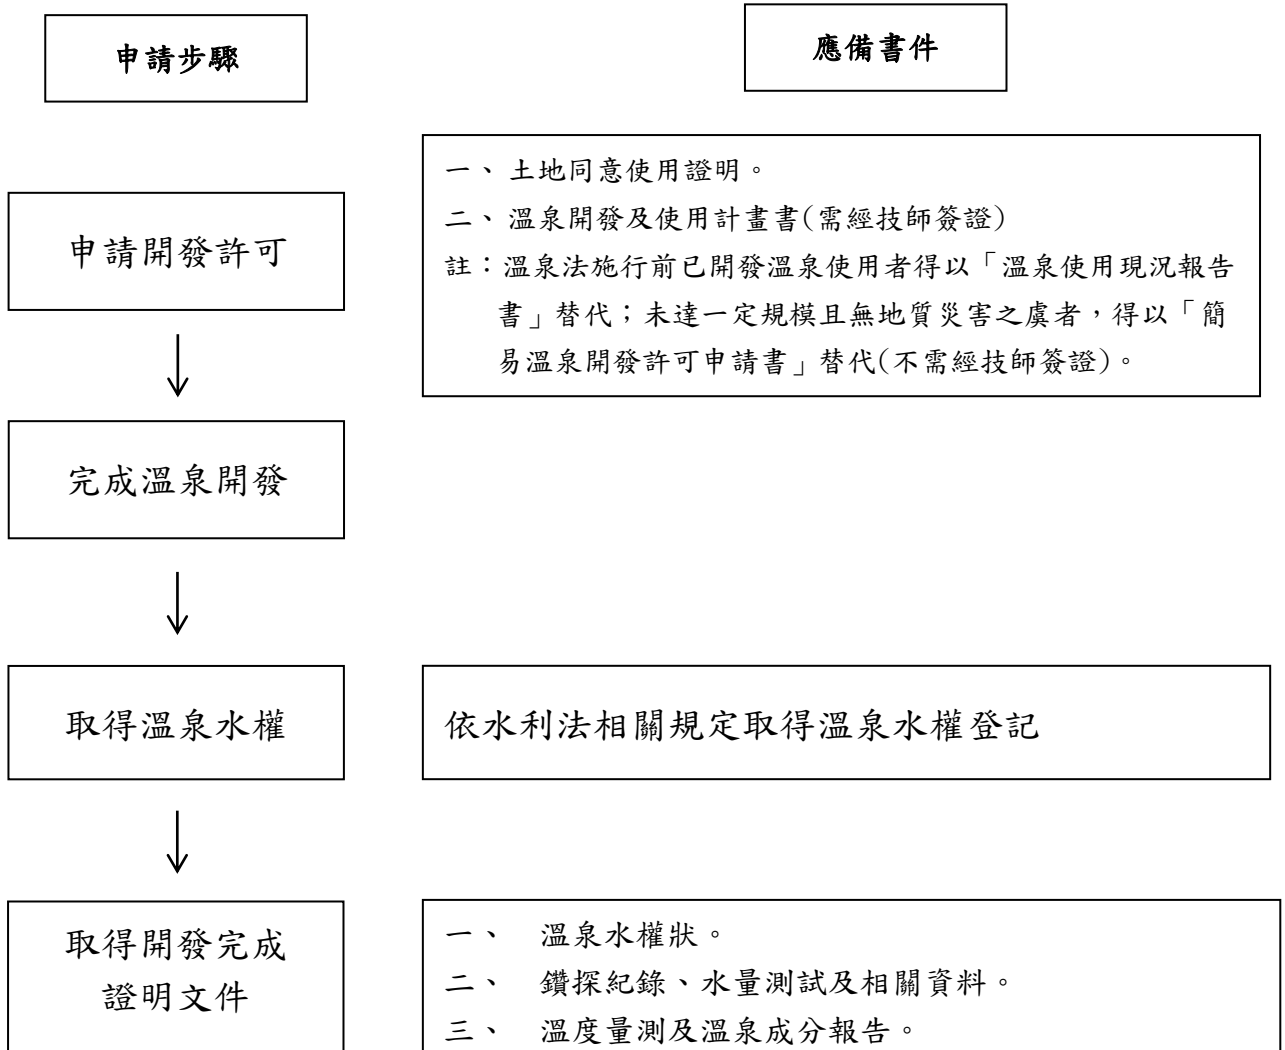 申請步驟
應備書件
申請開發許可
一、 土地同意使用證明。
二、 溫泉開發及使用計畫書(需經技師簽證)
註：溫泉法施行前已開發溫泉使用者得以「溫泉使用現況報告
書」替代；未達一定規模且無地質災害之虞者，得以「簡
易溫泉開發許可申請書」替代(不需經技師簽證)。
完成溫泉開發
取得溫泉水權
依水利法相關規定取得溫泉水權登記
取得開發完成
證明文件
一、 溫泉水權狀。
二、 鑽探紀錄、水量測試及相關資料。
三、 溫度量測及溫泉成分報告。